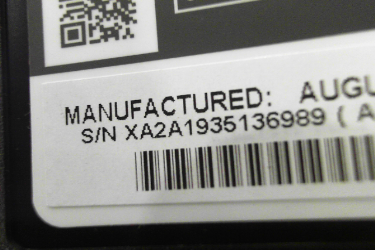 MANUFACTURED: AUGU
S/N XA2A1935136989 ( A